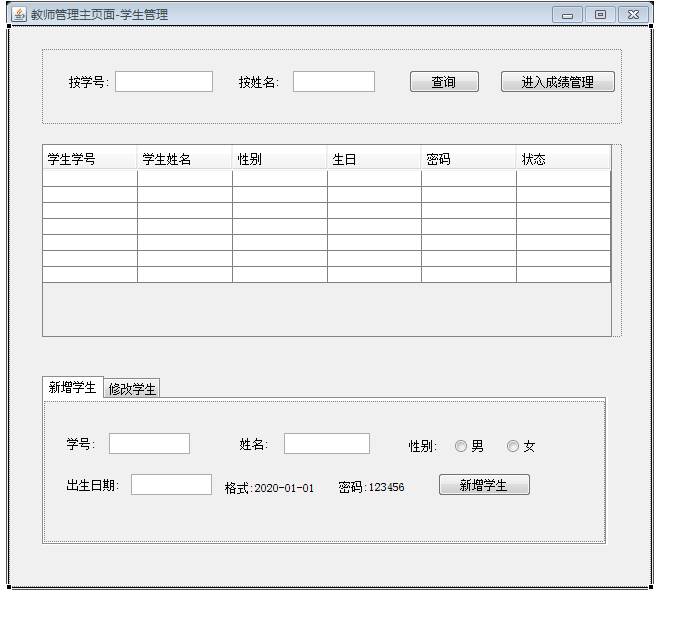 教师管理主页面-学生管理
按学号: 按姓名: 查询 进入成绩管理
学生学号 学生姓名 性别 生日 密码 状态
新增学生 修改学生
学号: 姓名: 性别: 男 女
出生日期: 格式:2020-01-01 密码:123456 新增学生